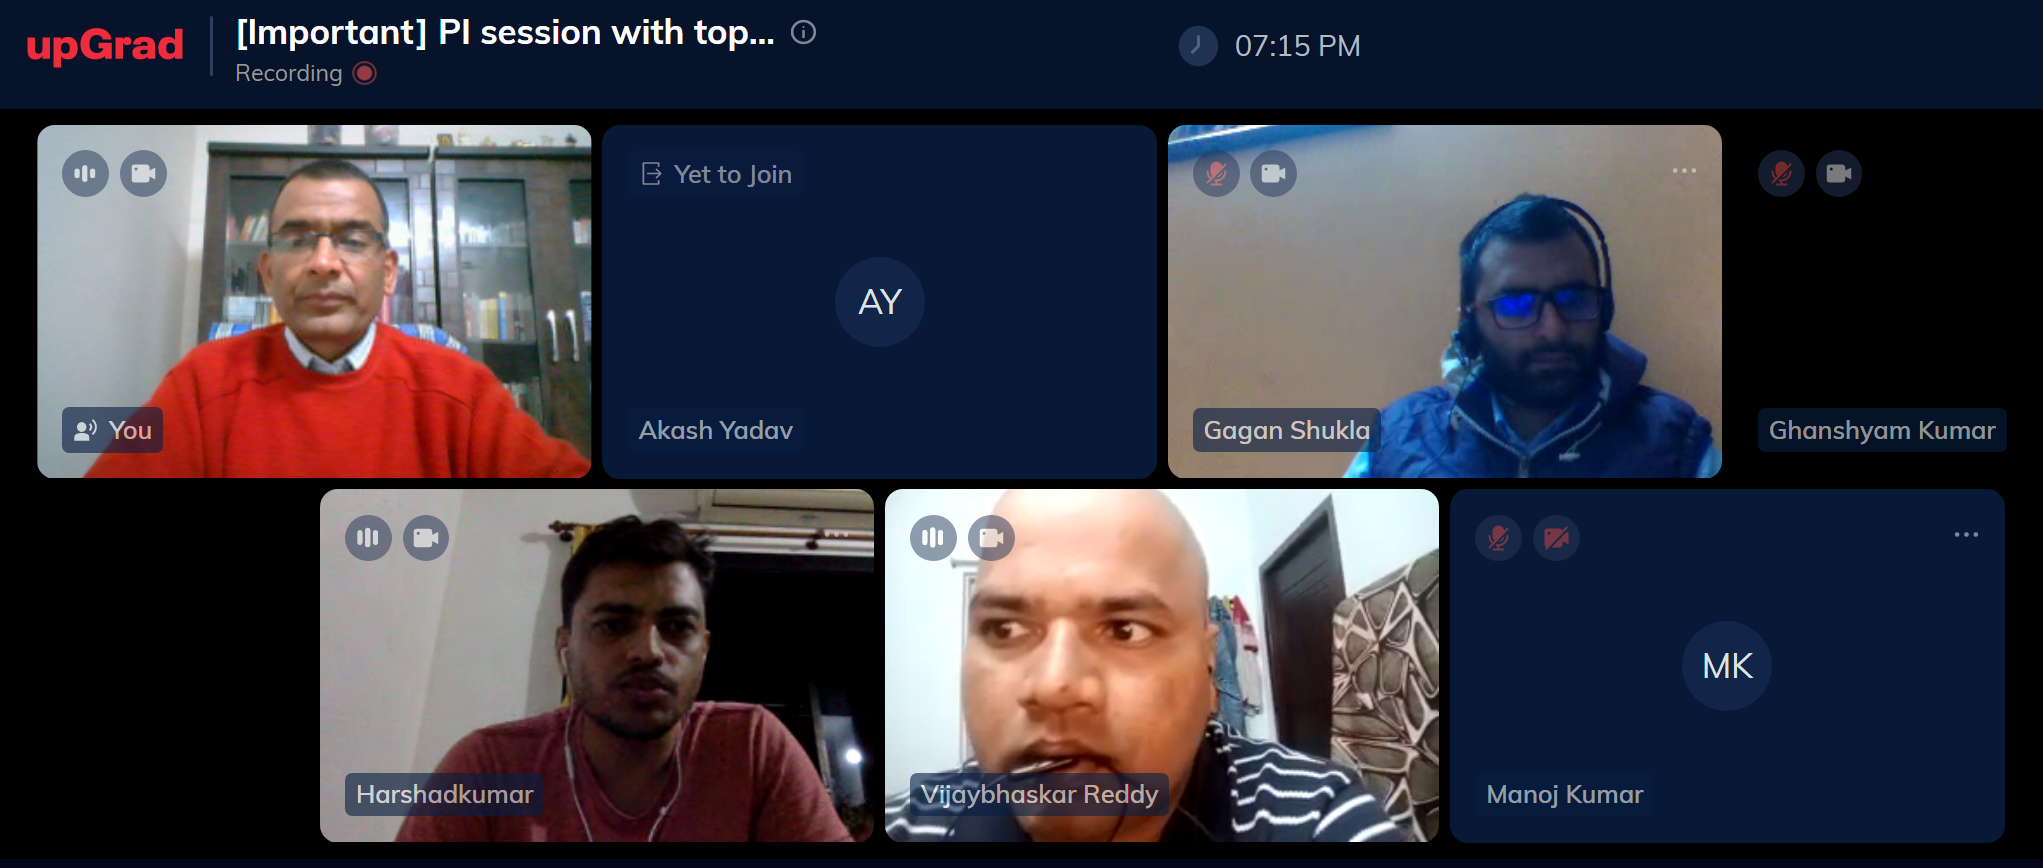 upGrad
[Important] PI session with top...
Recording
07:15 PM
You
Yet to Join
AY
Akash Yadav
Gagan Shukla
Ghanshyam Kumar
Harshadkumar
Vijaybhaskar Reddy
MK
Manoj Kumar